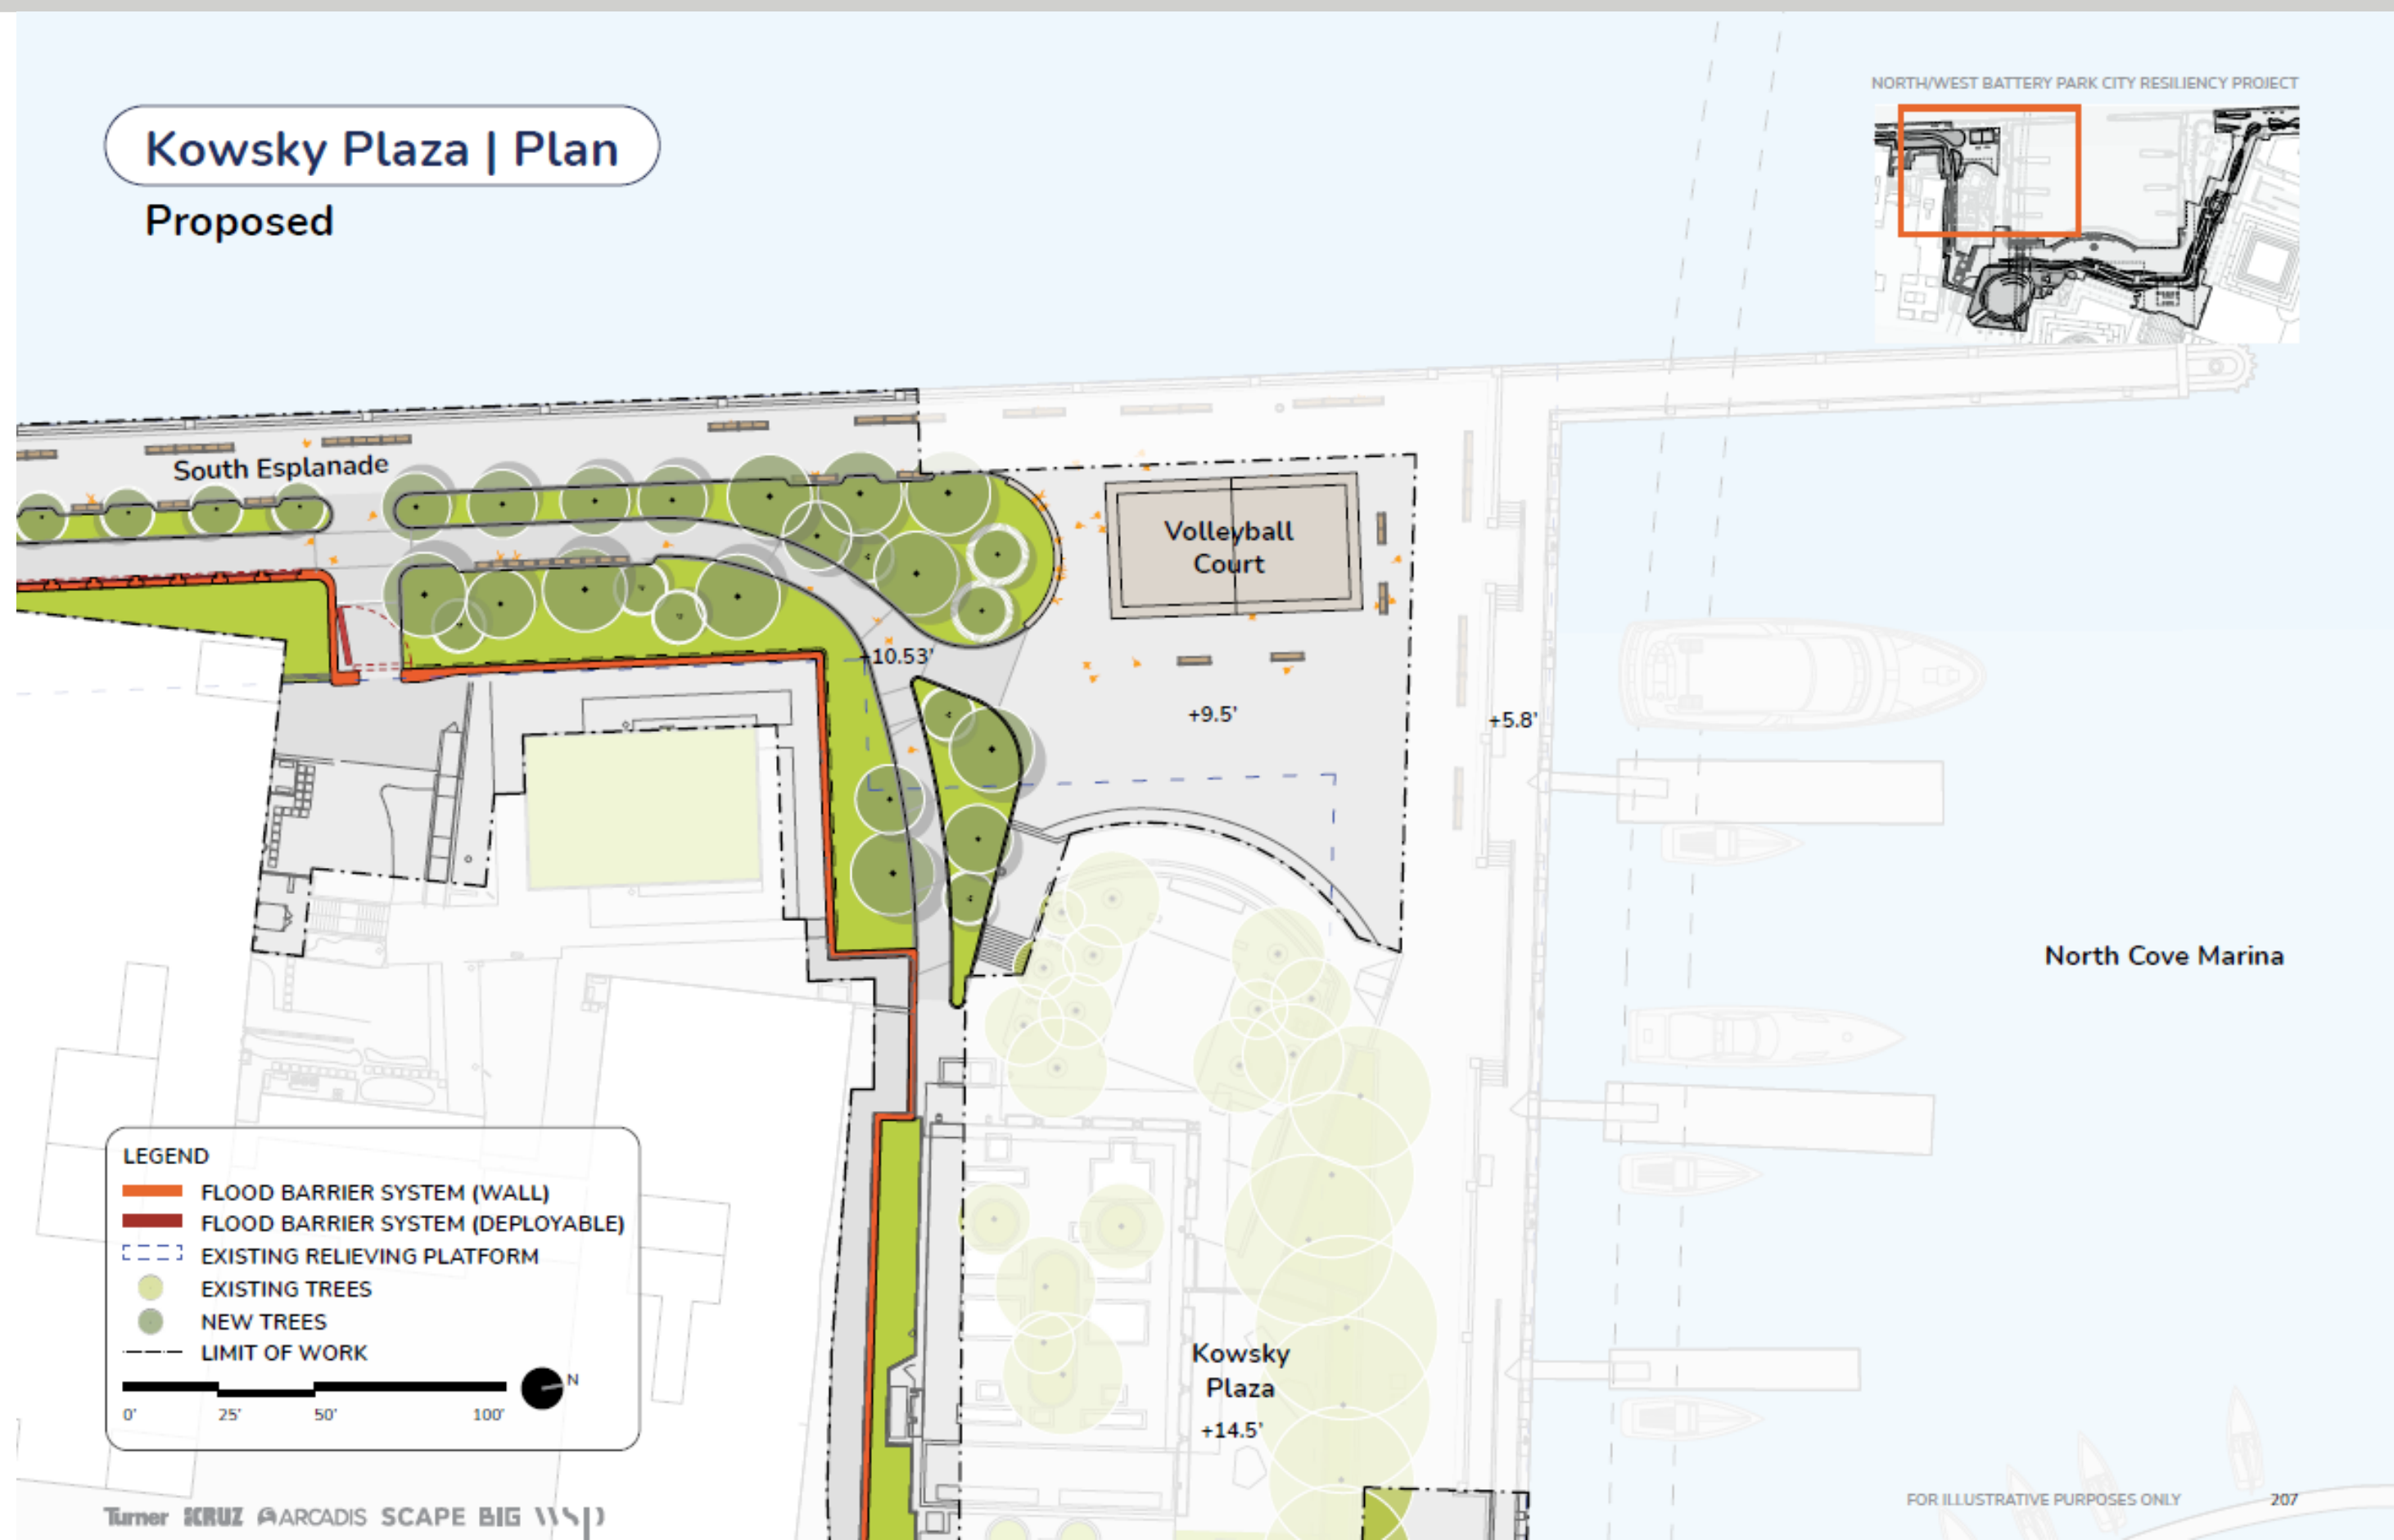 NORTH/WEST BATTERY PARK CITY RESILIENCY PROJECT
Kowsky Plaza | Plan
Proposed
South Esplanade
Volleyball
Court
+10.53'
+9.5'
+5.8'
North Cove Marina
Kowsky
Plaza
+14.5'
LEGEND
FLOOD BARRIER SYSTEM (WALL)
FLOOD BARRIER SYSTEM (DEPLOYABLE)
EXISTING RELIEVING PLATFORM
EXISTING TREES
NEW TREES
LIMIT OF WORK
N
0' 25' 50' 100'
Turner CRUZ ARCADIS SCAPE BIG WSP
FOR ILLUSTRATIVE PURPOSES ONLY 207